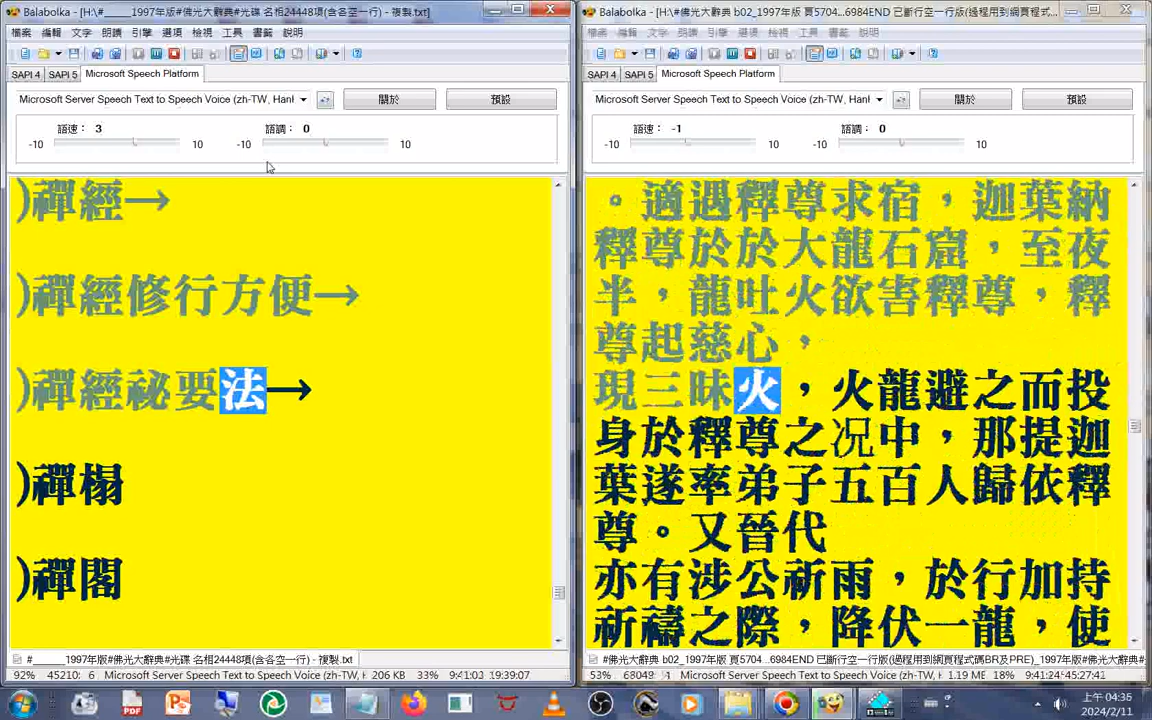 Balabolka - [H:\#_____1997年版#佛光大辭典#光碟 名相24448項(含各空一行) - 複製.txt]
檔案 編輯 文字 朗讀 引擎 選項 檢視 工具 書籤 說明
SAPI 4 SAPI 5 Microsoft Speech Platform
Microsoft Server Speech Text to Speech Voice (zh-TW, Hanl
關於 預設
語速： 3 語調： 0
-10 10 -10 10
)禪經→
)禪經修行方便→
)禪經祕要法→
)禪榻
)禪閣
#_____1997年版#佛光大辭典#光碟 名相24448項(含各空一行) - 複製.txt
92% 45210: 6 Microsoft Server Speech Text to Speech Voice (zh-TW, H 206 KB 33% 9:41:03...19:39:07
Balabolka - [H:\#佛光大辭典 b02_1997年版 頁5704...6984END 已斷行空一行版(過程用到網頁程式...
檔案 編輯 文字 朗讀 引擎 選項 檢視 工具 書籤 說明
SAPI 4 SAPI 5 Microsoft Speech Platform
Microsoft Server Speech Text to Speech Voice (zh-TW, Hanl
關於 預設
語速： -1 語調： 0
-10 10 -10 10
。適遇釋尊求宿，迦葉納
釋尊於於大龍石窟，至夜
半，龍吐火欲害釋尊，釋
尊起慈心，
現三昧火，火龍避之而投
身於釋尊之況中，那提迦
葉遂率弟子五百人歸依釋
尊。又晉代
亦有涉公祈雨，於行加持
祈禱之際，降伏一龍，使
#佛光大辭典 b02_1997年版 頁5704...6984END 已斷行空一行版(過程用到網頁程式碼BR及PRE)_1997年版#
53% 68049: Microsoft Server Speech Text to Speech Voice (zh-TW, 1.19 ME 18% 9:41:24...45:27:41
上午 04:35
2024/2/11